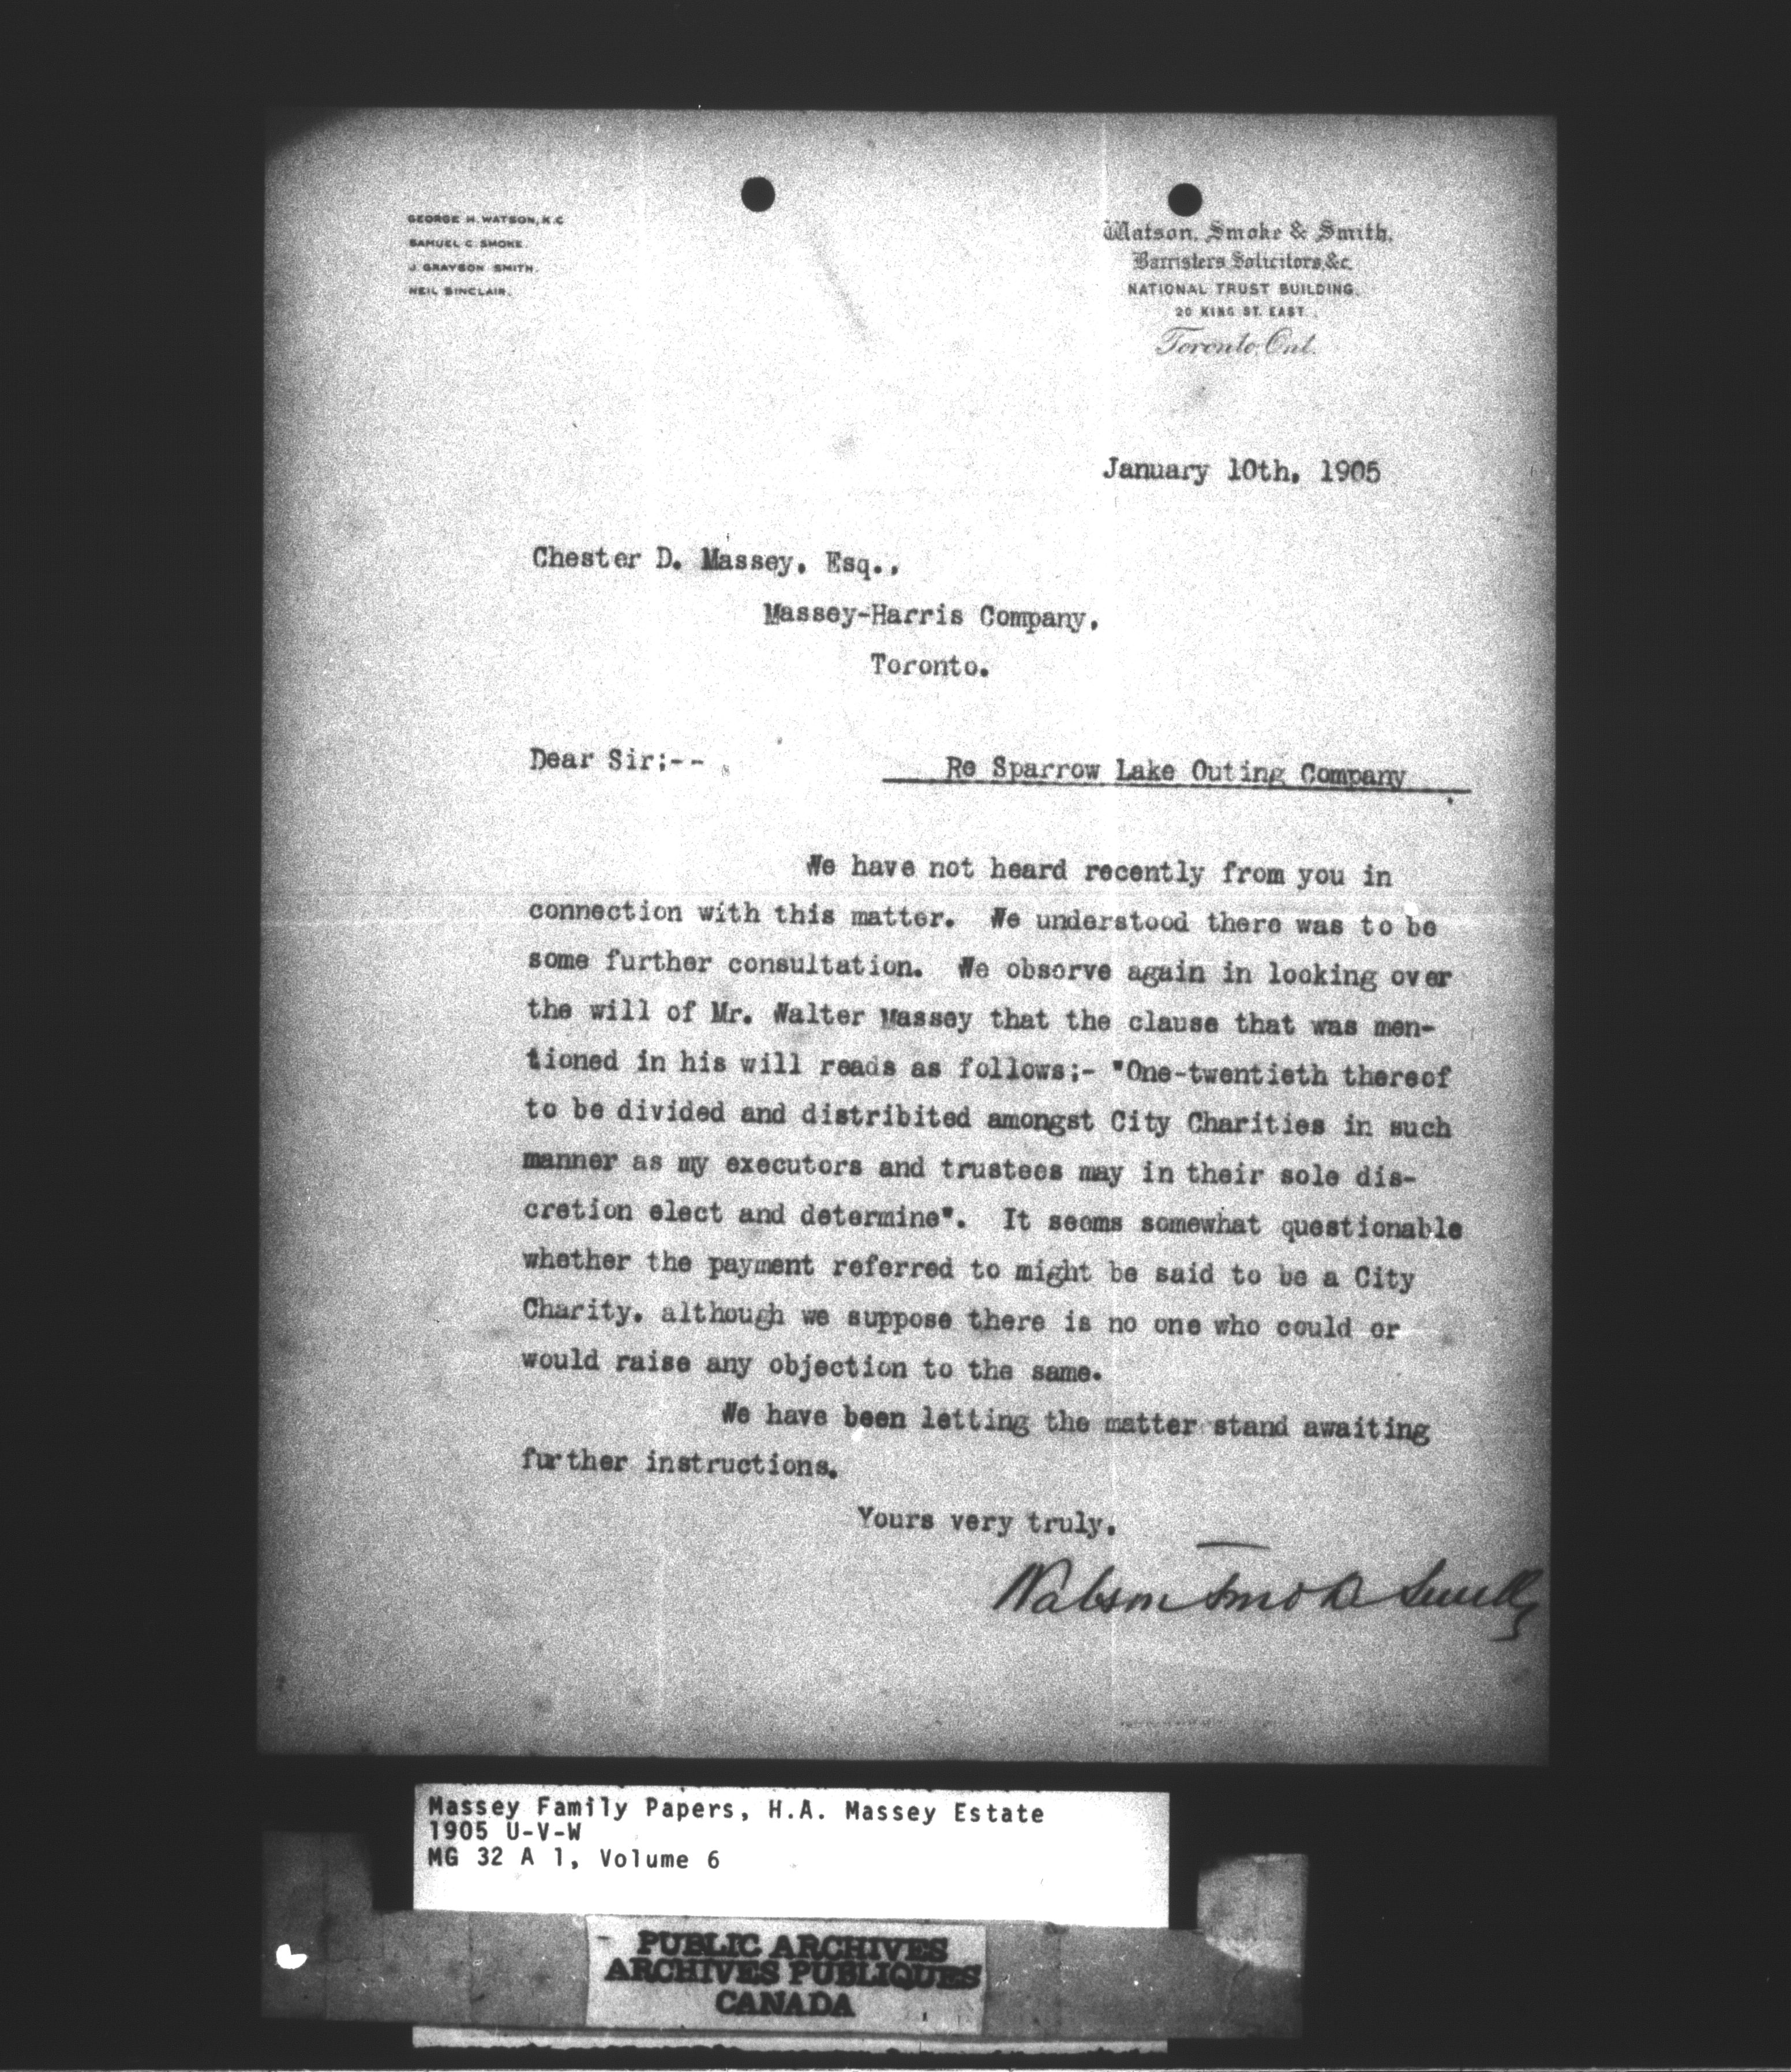 GEORGE H. WATSON, K.C
SAMUEL C. SMOKE.
J. GRAYSON SMITH.
NEIL SINCLAIR.
Watson, Smoke & Smith,
Barristers Solicitors, &c.
NATIONAL TRUST BUILDING.
20 KING ST. EAST.
Toronto, Ont.
January 10th, 1905
Chester D. Massey, Esq.,
Massey-Harris Company,
Toronto.
Dear Sir:--
Re Sparrow Lake Outing Company
We have not heard recently from you in
connection with this matter. We understood there was to be
some further consultation. We observe again in looking over
the will of Mr. Walter Massey that the clause that was men-
tioned in his will reads as follows:- "One-twentieth thereof
to be divided and distribited amongst City Charities in such
manner as my executors and trustees may in their sole dis-
cretion elect and determine". It seems somewhat questionable
whether the payment referred to might be said to be a City
Charity, although we suppose there is no one who could or
would raise any objection to the same.
We have been letting the matter stand awaiting
further instructions.
Yours very truly,
Watson Smoke Smith
Massey Family Papers, H.A. Massey Estate
1905 U-V-W
MG 32 A 1, Volume 6
PUBLIC ARCHIVES
ARCHIVES PUBLIQUES
CANADA